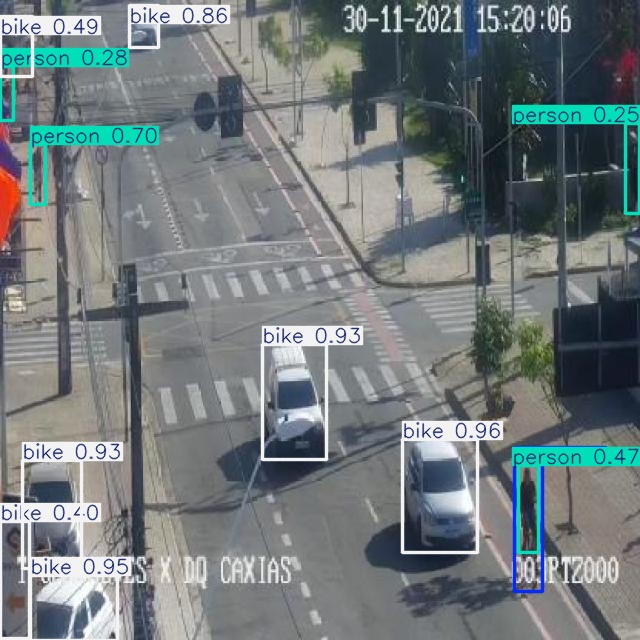 bike 0.86
30-11-2021 15:20:06
bike 0.49
person 0.28
person 0.25
person 0.70
bike 0.93
bike 0.96
bike 0.93
person 0.47
bike 0.40
bike 0.95
X DQ CAXIAS